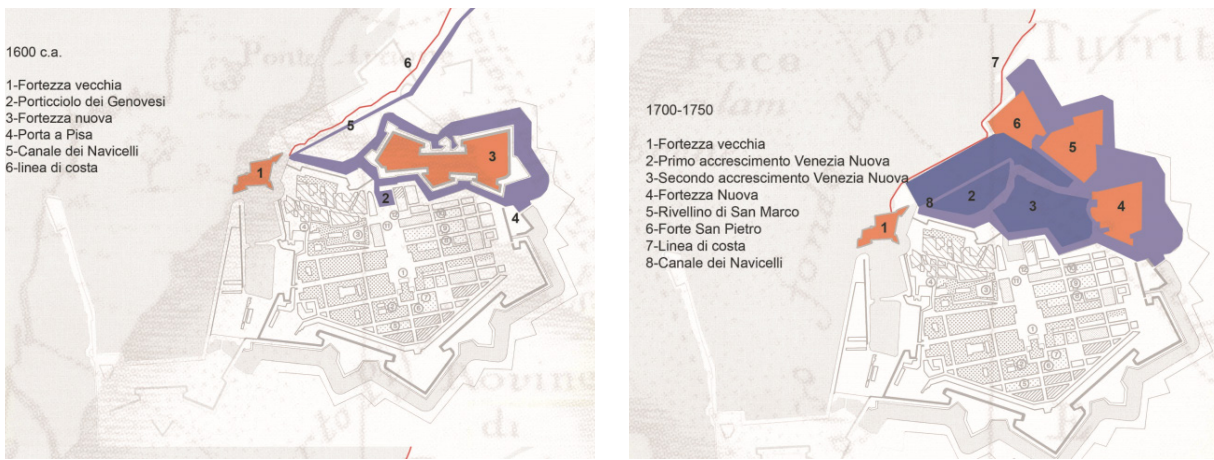 1600 c.a.
1-Fortezza vecchia
2-Porticciolo dei Genovesi
3-Fortezza nuova
4-Porta a Pisa
5-Canale dei Navicelli
6-linea di costa
6
5
3
1
2
4
di
1700-1750
1-Fortezza vecchia
2-Primo accrescimento Venezia Nuova
3-Secondo accrescimento Venezia Nuova
4-Fortezza Nuova
5-Rivellino di San Marco
6-Forte San Pietro
7-Linea di costa
8-Canale dei Navicelli
7
6
5
8
2
3
4
1
di